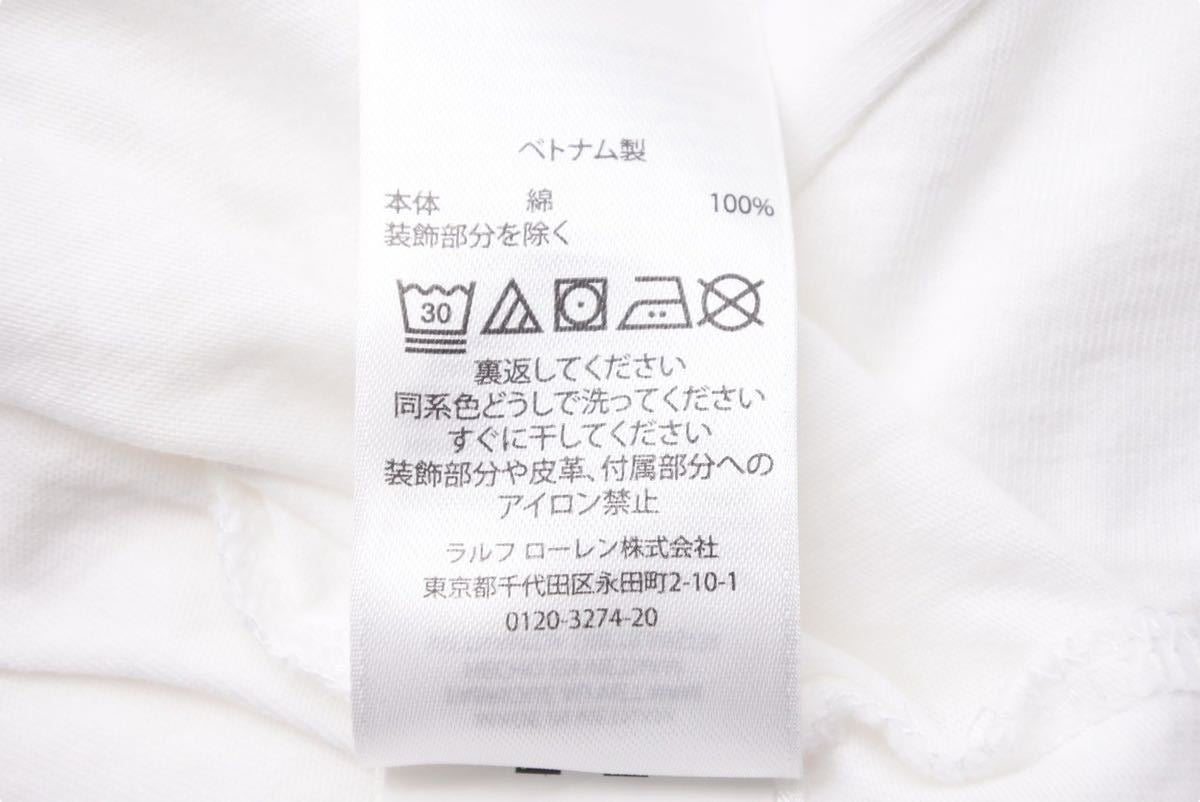 ベトナム製
本体 綿 100%
装飾部分を除く
30
裏返してください
同系色どうしで洗ってください
すぐに干してください
装飾部分や皮革、付属部分への
アイロン禁止
ラルフ ローレン株式会社
東京都千代田区永田町2-10-1
0120-3274-20